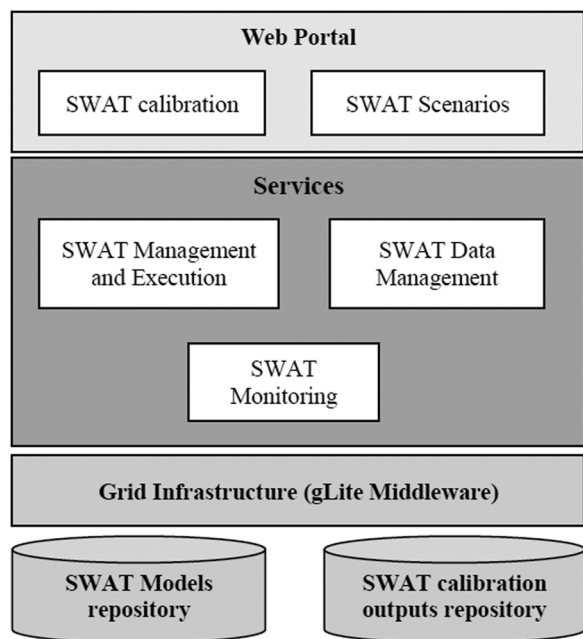 Web Portal
SWAT calibration
SWAT Scenarios
Services
SWAT Management
and Execution
SWAT Data
Management
SWAT
Monitoring
Grid Infrastructure (gLite Middleware)
SWAT Models
repository
SWAT calibration
outputs repository